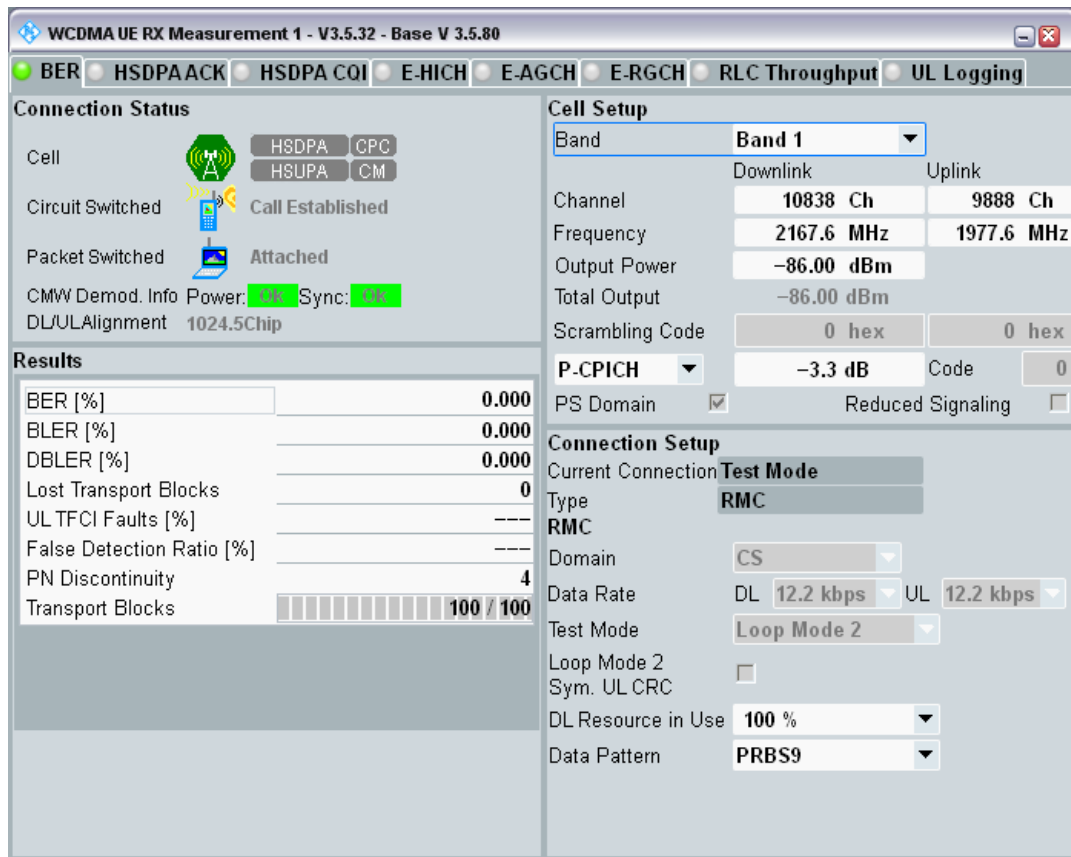 WCDMA UE RX Measurement 1 - V3.5.32 - Base V 3.5.80
BER HSDPA ACK HSDPA CQI E-HICH E-AGCH E-RGCH RLC Throughput UL Logging
Connection Status
Cell HSDPA CPC
HSUPA CM
Circuit Switched Call Established
Packet Switched Attached
CMW Demod. Info Power: Ok Sync: Ok
DL/UL Alignment 1024.5Chip
Results
BER [%] 0.000
BLER [%] 0.000
DBLER [%] 0.000
Lost Transport Blocks 0
UL TFCI Faults [%] ---
False Detection Ratio [%] ---
PN Discontinuity 4
Transport Blocks 100 / 100
Cell Setup
Band Band 1
Downlink Uplink
Channel 10838 Ch 9888 Ch
Frequency 2167.6 MHz 1977.6 MHz
Output Power −86.00 dBm
Total Output −86.00 dBm
Scrambling Code 0 hex 0 hex
P-CPICH −3.3 dB Code 0
PS Domain Reduced Signaling
Connection Setup
Current Connection Test Mode
Type RMC
RMC
Domain CS
Data Rate DL 12.2 kbps UL 12.2 kbps
Test Mode Loop Mode 2
Loop Mode 2
Sym. UL CRC
DL Resource in Use 100 %
Data Pattern PRBS9